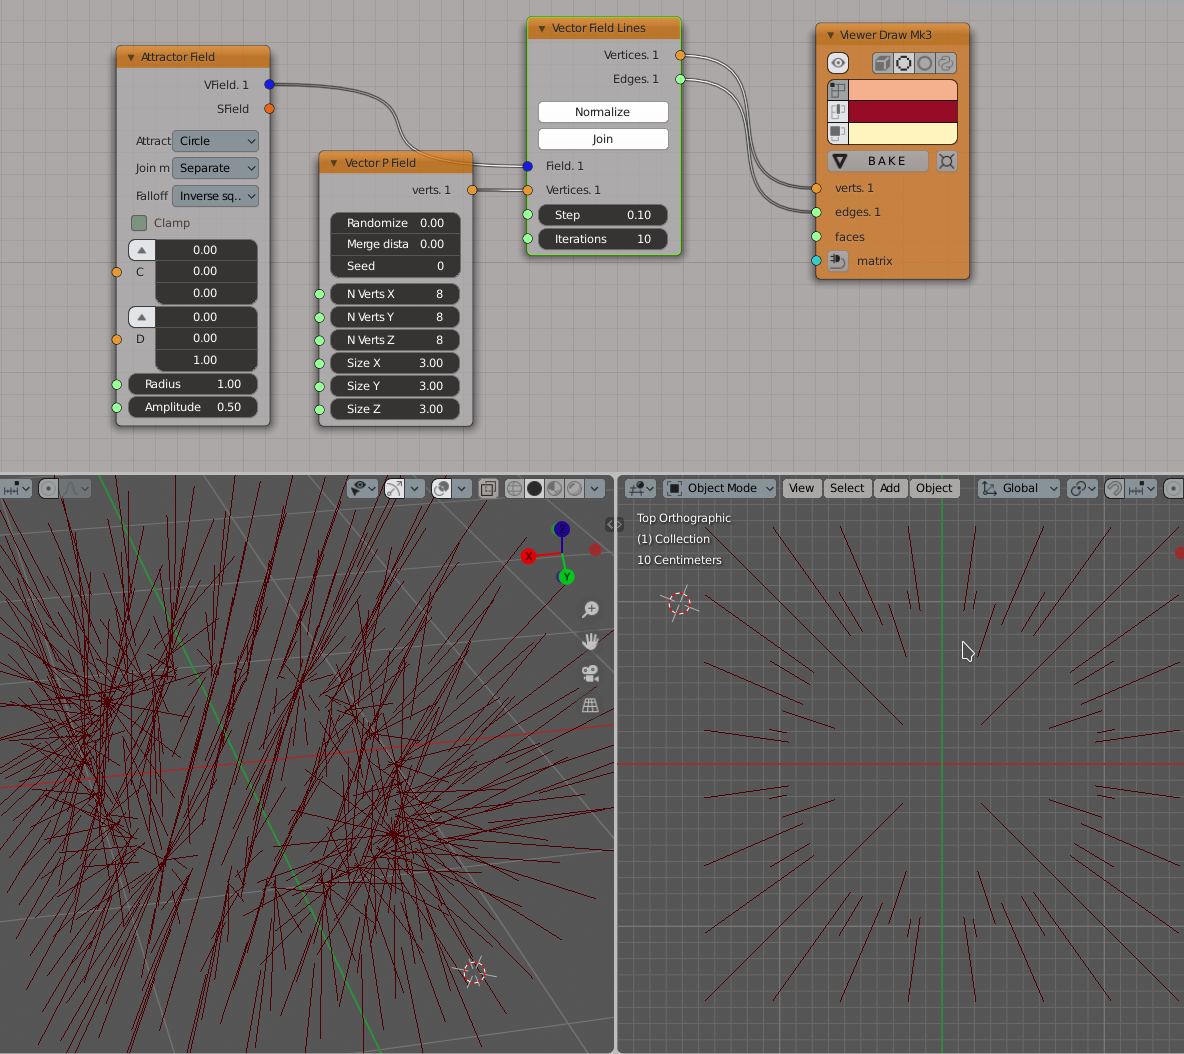 Attractor Field
VField. 1
SField
Attract Circle
Join m Separate
Falloff Inverse sq..
Clamp
0.00
C 0.00
0.00
0.00
D 0.00
1.00
Radius 1.00
Amplitude 0.50
Vector P Field
verts. 1
Randomize 0.00
Merge dista 0.00
Seed 0
N Verts X 8
N Verts Y 8
N Verts Z 8
Size X 3.00
Size Y 3.00
Size Z 3.00
Vector Field Lines
Vertices. 1
Edges. 1
Normalize
Join
Field. 1
Vertices. 1
Step 0.10
Iterations 10
Viewer Draw Mk3
BAKE
verts. 1
edges. 1
faces
matrix
Z
X
Y
Object Mode View Select Add Object Global
Top Orthographic
(1) Collection
10 Centimeters